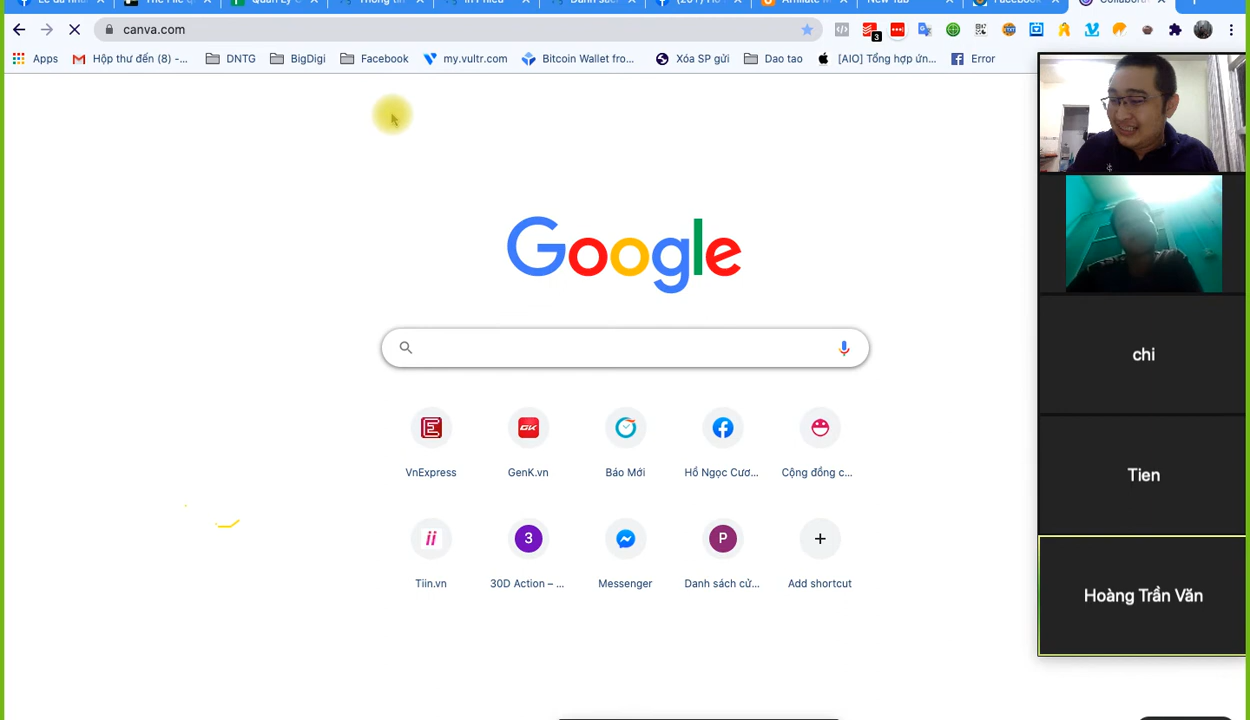 canva.com
3
Apps Hộp thư đến (8) -... DNTG BigDigi Facebook my.vultr.com Bitcoin Wallet fro... Xóa SP gửi Dao tao [AIO] Tổng hợp ứn... Error
Google
VnExpress GenK.vn Báo Mới Hồ Ngọc Cươ... Cộng đồng c...
Tiin.vn 30D Action – ... Messenger Danh sách cứ... Add shortcut
chi
Tien
Hoàng Trần Văn